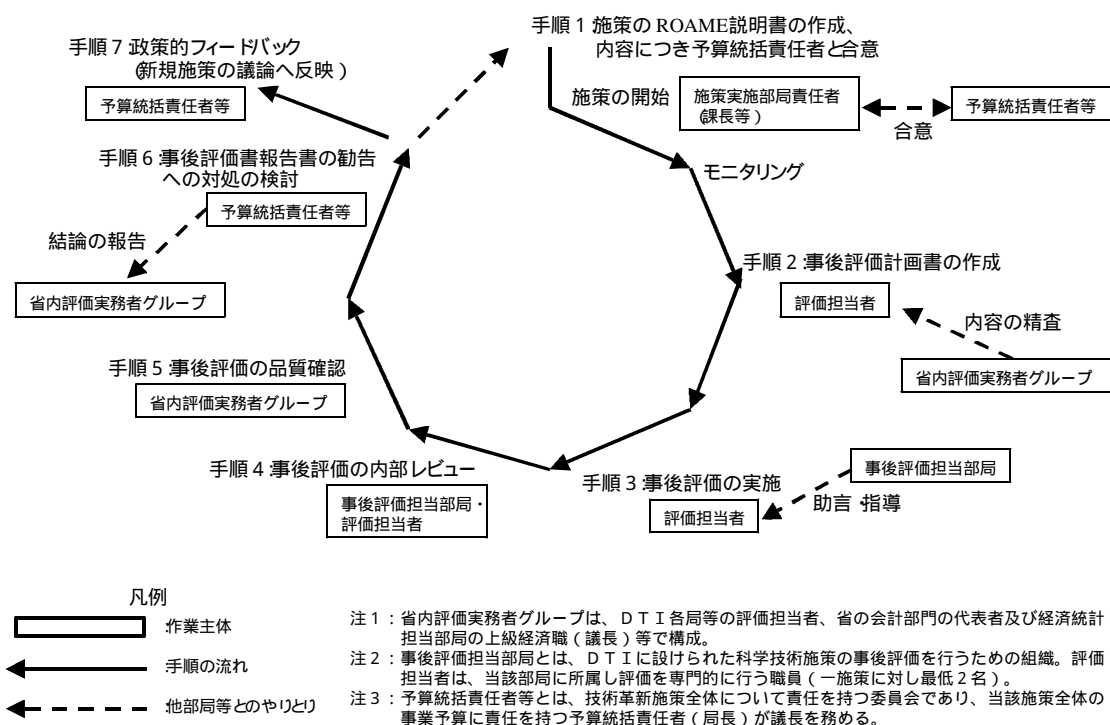 手順１:施策の ROAME説明書の作成、
内容につき予算統括責任者と合意
手順７:政策的フィードバック
(新規施策の議論へ反映）
予算統括責任者等
施策の開始
施策実施部局責任者
(課長等）
予算統括責任者等
合意
モニタリング
手順６:事後評価書報告書の勧告
への対処の検討
予算統括責任者等
結論の報告
省内評価実務者グループ
手順２:事後評価計画書の作成
評価担当者
内容の精査
省内評価実務者グループ
手順５:事後評価の品質確認
省内評価実務者グループ
手順４:事後評価の内部レビュー
事後評価担当部局・
評価担当者
手順３:事後評価の実施
評価担当者
事後評価担当部局
助言・指導
凡例
:作業主体
:手順の流れ
:他部局等とのやりとり
注１：省内評価実務者グループは、ＤＴＩ各局等の評価担当者、省の会計部門の代表者及び経済統計
担当部局の上級経済職（議長）等で構成。
注２：事後評価担当部局とは、ＤＴＩに設けられた科学技術施策の事後評価を行うための組織。評価
担当者は、当該部局に所属し評価を専門的に行う職員（一施策に対し最低２名）。
注３：予算統括責任者等とは、技術革新施策全体について責任を持つ委員会であり、当該施策全体の
事業予算に責任を持つ予算統括責任者（局長）が議長を務める。